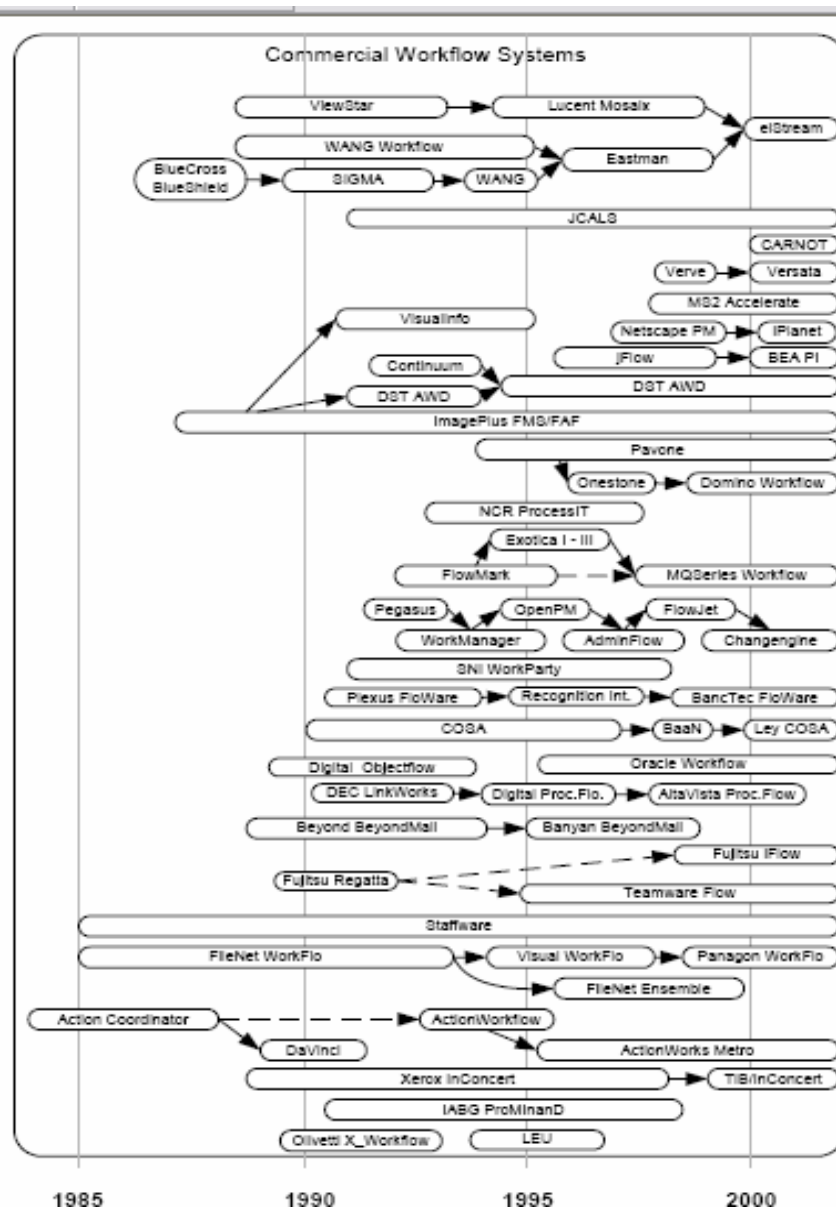 Commercial Workflow Systems
ViewStar
Lucent Mosaix
eiStream
WANG Workflow
Eastman
BlueCross
BlueShield
SIGMA
WANG
JCALS
CARNOT
Verve
Versata
MS2 Accelerate
VisualInfo
Netscape PM
iPlanet
jFlow
BEA PI
Continuum
DST AWD
DST AWD
ImagePlus FMS/FAF
Pavone
Onestone
Domino Workflow
NCR ProcessIT
Exotica I - III
FlowMark
MQSeries Workflow
Pegasus
OpenPM
FlowJet
WorkManager
AdminFlow
Changengine
SNI WorkParty
Plexus FloWare
Recognition Int.
BancTec FloWare
COSA
BaaN
Ley COSA
Digital Objectflow
Oracle Workflow
DEC LinkWorks
Digital Proc.Flo.
AltaVista Proc.Flow
Beyond BeyondMail
Banyan BeyondMail
Fujitsu iFlow
Fujitsu Regatta
Teamware Flow
Staffware
FileNet WorkFlo
Visual WorkFlo
Panagon WorkFlo
FileNet Ensemble
Action Coordinator
ActionWorkflow
DaVinci
ActionWorks Metro
Xerox InConcert
TIB/InConcert
IABG ProMInanD
Olivetti X_Workflow
LEU
1985
1990
1995
2000